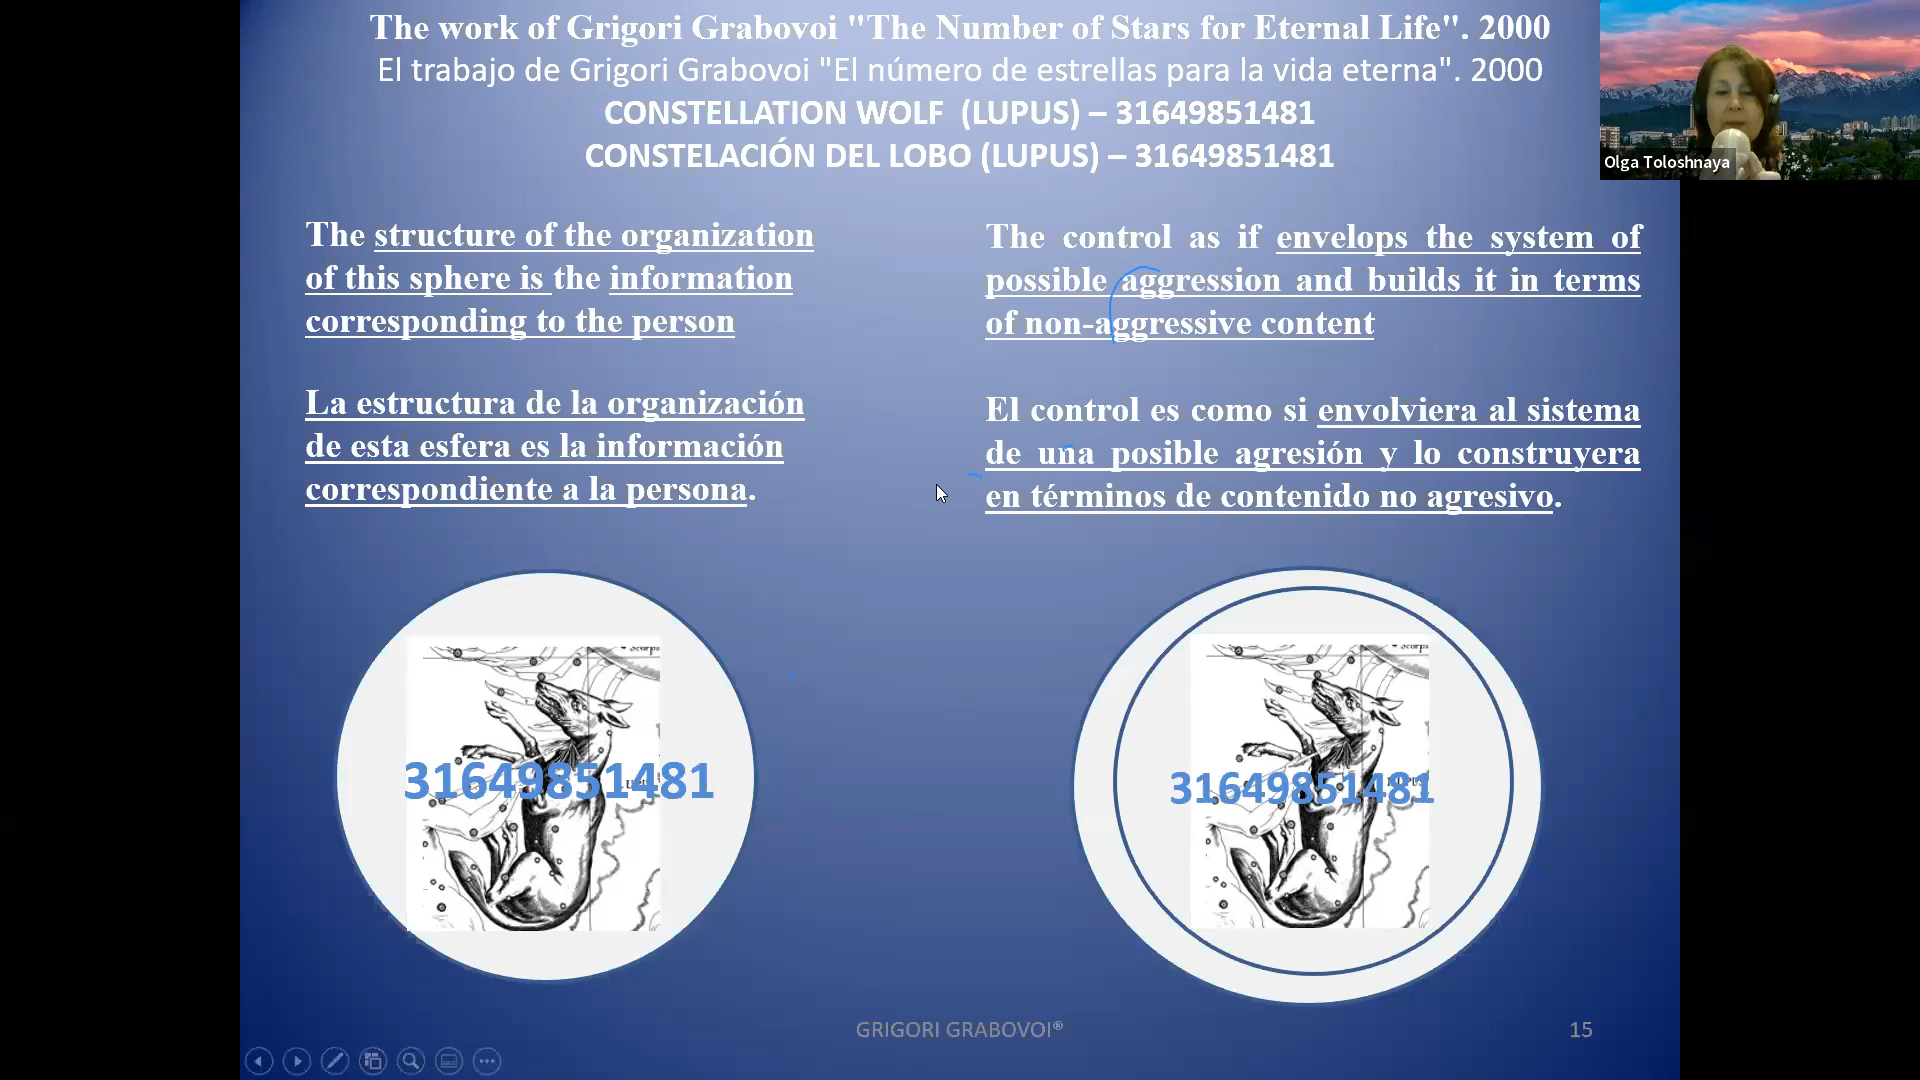 The work of Grigori Grabovoi "The Number of Stars for Eternal Life". 2000
El trabajo de Grigori Grabovoi "El número de estrellas para la vida eterna". 2000
CONSTELLATION WOLF (LUPUS) – 31649851481
CONSTELACIÓN DEL LOBO (LUPUS) – 31649851481
Olga Toloshnaya
The structure of the organization
of this sphere is the information
corresponding to the person
La estructura de la organización
de esta esfera es la información
correspondiente a la persona.
The control as if envelops the system of
possible aggression and builds it in terms
of non-aggressive content
El control es como si envolviera al sistema
de una posible agresión y lo construyera
en términos de contenido no agresivo.
31649851481
31649851481
GRIGORI GRABOVOI®
15